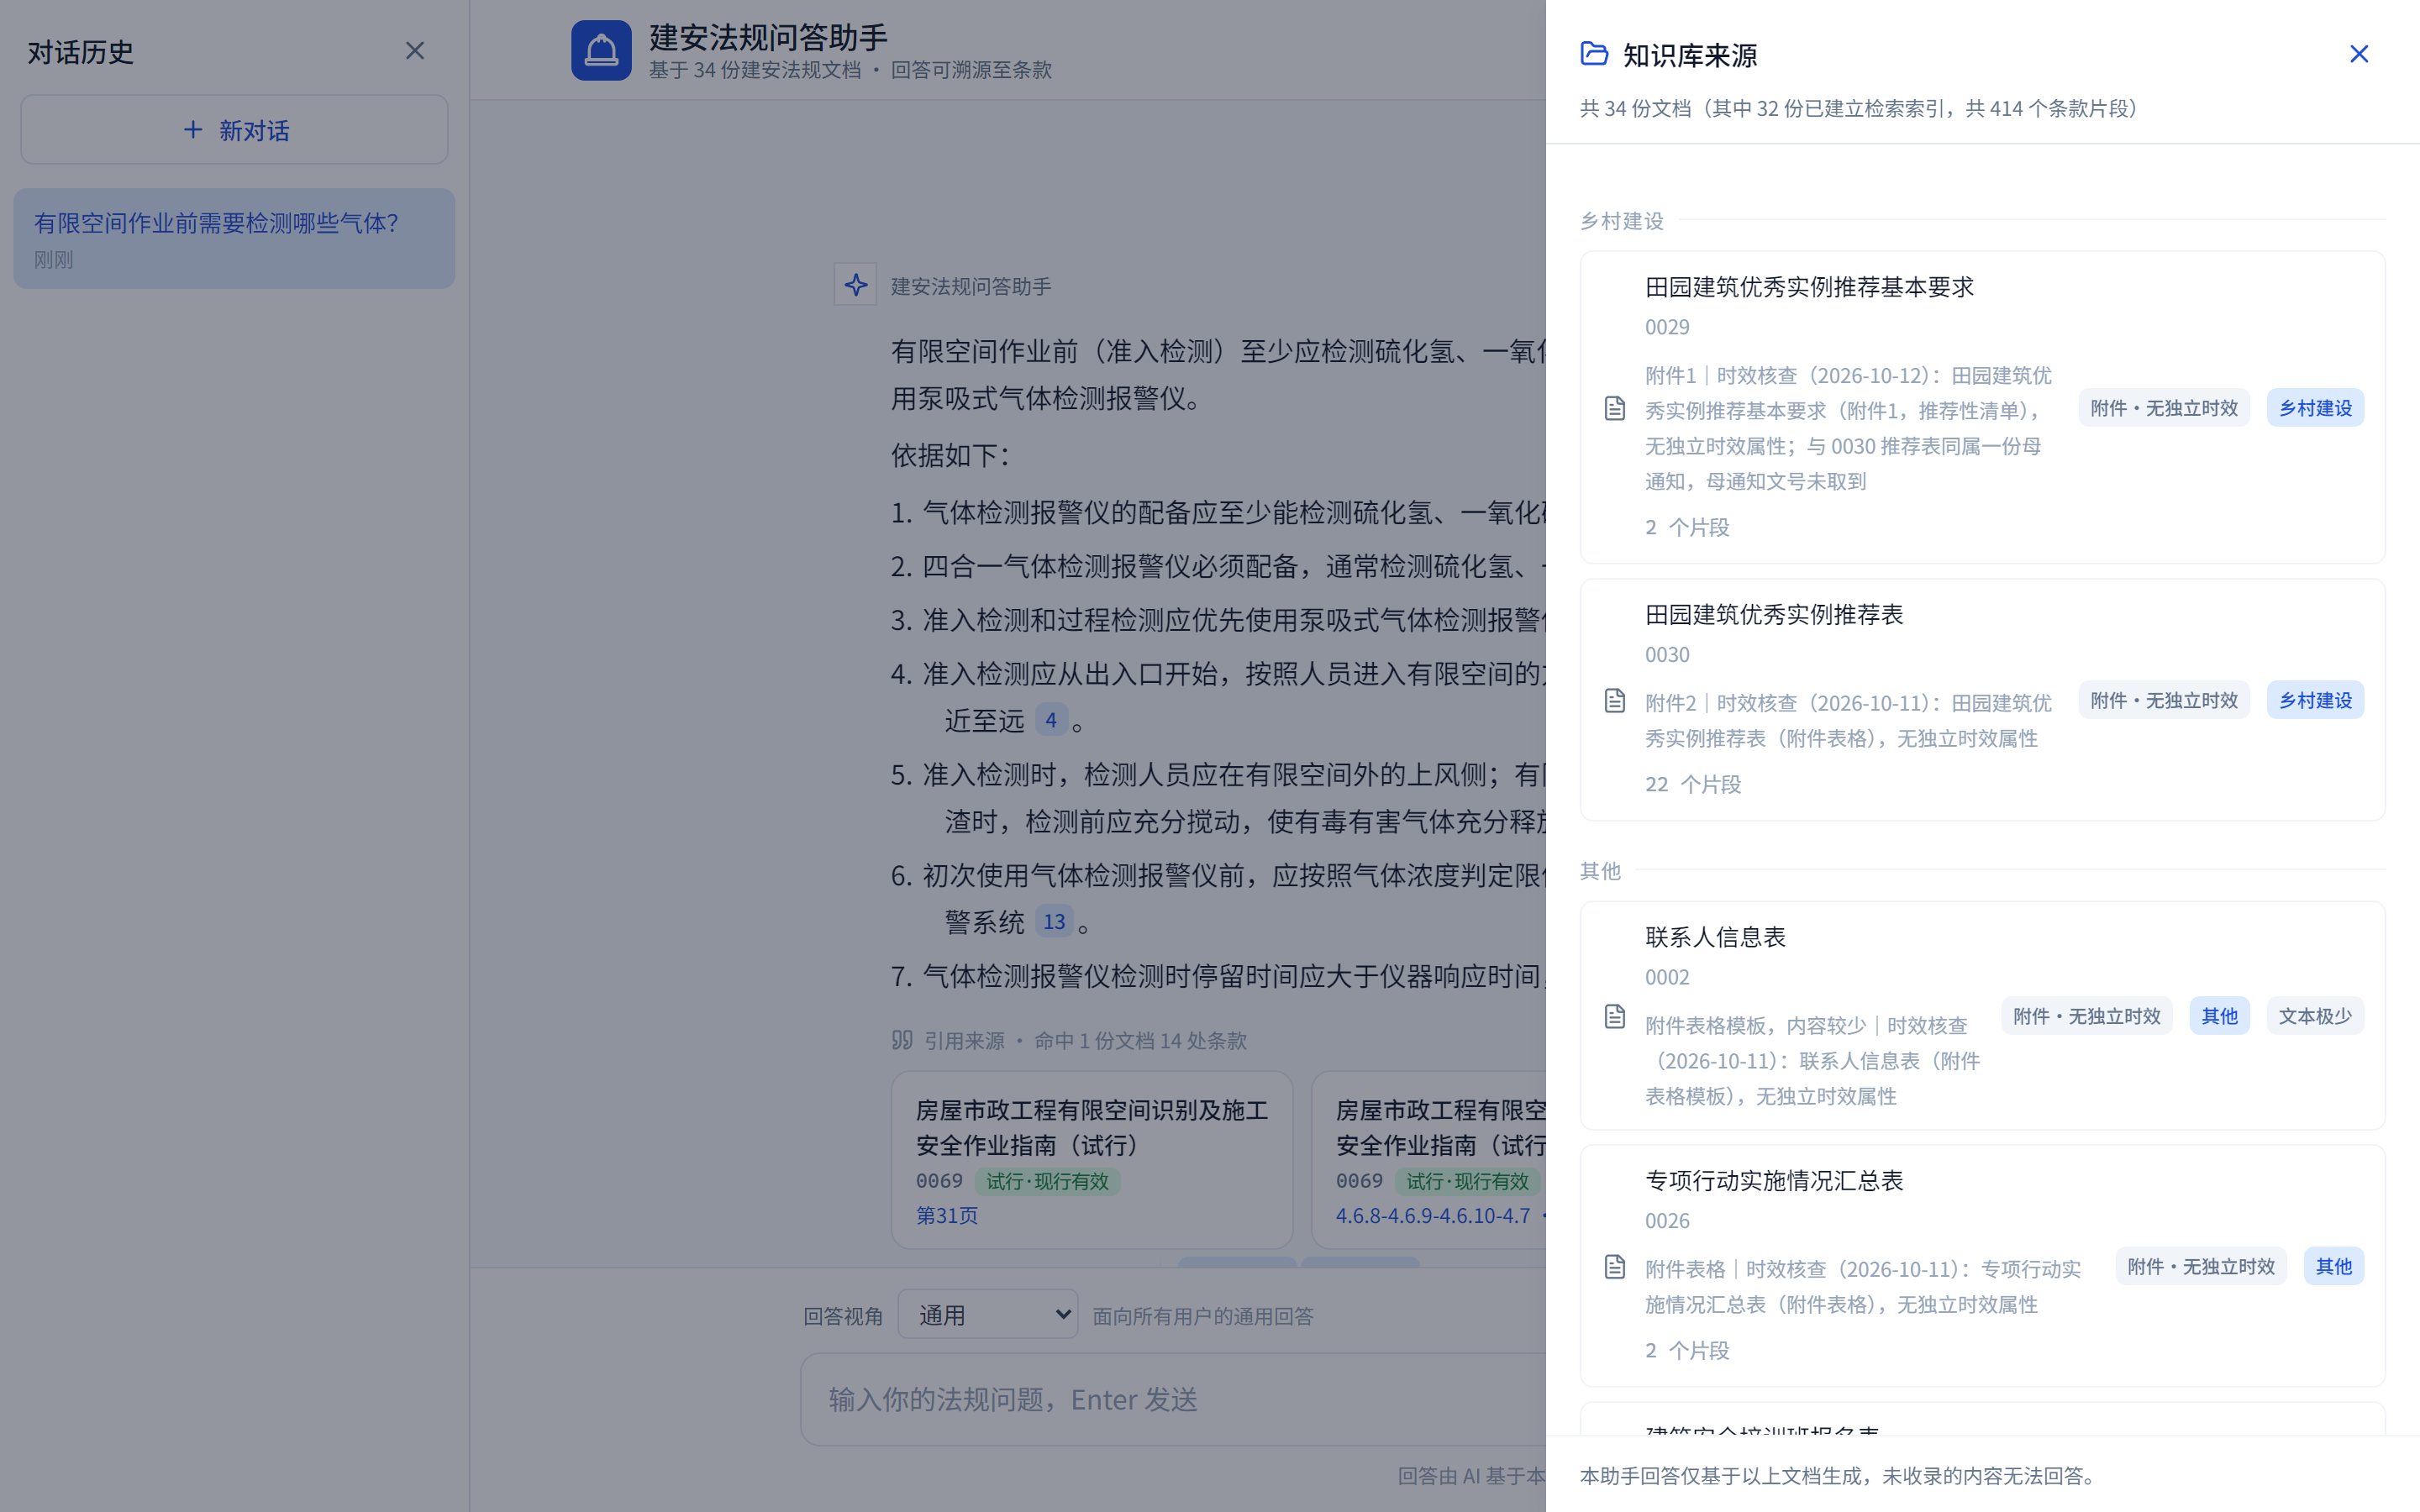 对话历史
新对话
有限空间作业前需要检测哪些气体？
刚刚
建安法规问答助手
基于 34 份建安法规文档 · 回答可溯源至条款
建安法规问答助手
有限空间作业前（准入检测）至少应检测硫化氢、一氧
用泵吸式气体检测报警仪。
依据如下：
1. 气体检测报警仪的配备应至少能检测硫化氢、一氧化
2. 四合一气体检测报警仪必须配备，通常检测硫化氢、
3. 准入检测和过程检测应优先使用泵吸式气体检测报警
4. 准入检测应从出入口开始，按照人员进入有限空间的
近至远 4 。
5. 准入检测时，检测人员应在有限空间外的上风侧；有
渣时，检测前应充分搅动，使有毒有害气体充分释
6. 初次使用气体检测报警仪前，应按照气体浓度判定限
警系统 13 。
7. 气体检测报警仪检测时停留时间应大于仪器响应时间
引用来源 · 命中 1 份文档 14 处条款
房屋市政工程有限空间识别及施工
安全作业指南（试行）
0069 试行·现行有效
第31页
房屋市政工程有限空
安全作业指南（试行
0069 试行·现行有效
4.6.8-4.6.9-4.6.10-4.7 ·
回答视角 通用 面向所有用户的通用回答
输入你的法规问题，Enter 发送
回答由 AI 基于本
知识库来源
共 34 份文档（其中 32 份已建立检索索引，共 414 个条款片段）
乡村建设
田园建筑优秀实例推荐基本要求
0029
附件1｜时效核查（2026-10-12）：田园建筑优
秀实例推荐基本要求（附件1，推荐性清单），
无独立时效属性；与 0030 推荐表同属一份母
通知，母通知文号未取到
2 个片段
附件·无独立时效 乡村建设
田园建筑优秀实例推荐表
0030
附件2｜时效核查（2026-10-11）：田园建筑优
秀实例推荐表（附件表格），无独立时效属性
22 个片段
附件·无独立时效 乡村建设
其他
联系人信息表
0002
附件表格模板，内容较少｜时效核查
（2026-10-11）：联系人信息表（附件
表格模板），无独立时效属性
附件·无独立时效 其他 文本极少
专项行动实施情况汇总表
0026
附件表格｜时效核查（2026-10-11）：专项行动实
施情况汇总表（附件表格），无独立时效属性
2 个片段
附件·无独立时效 其他
建筑安全培训班报名表
本助手回答仅基于以上文档生成，未收录的内容无法回答。